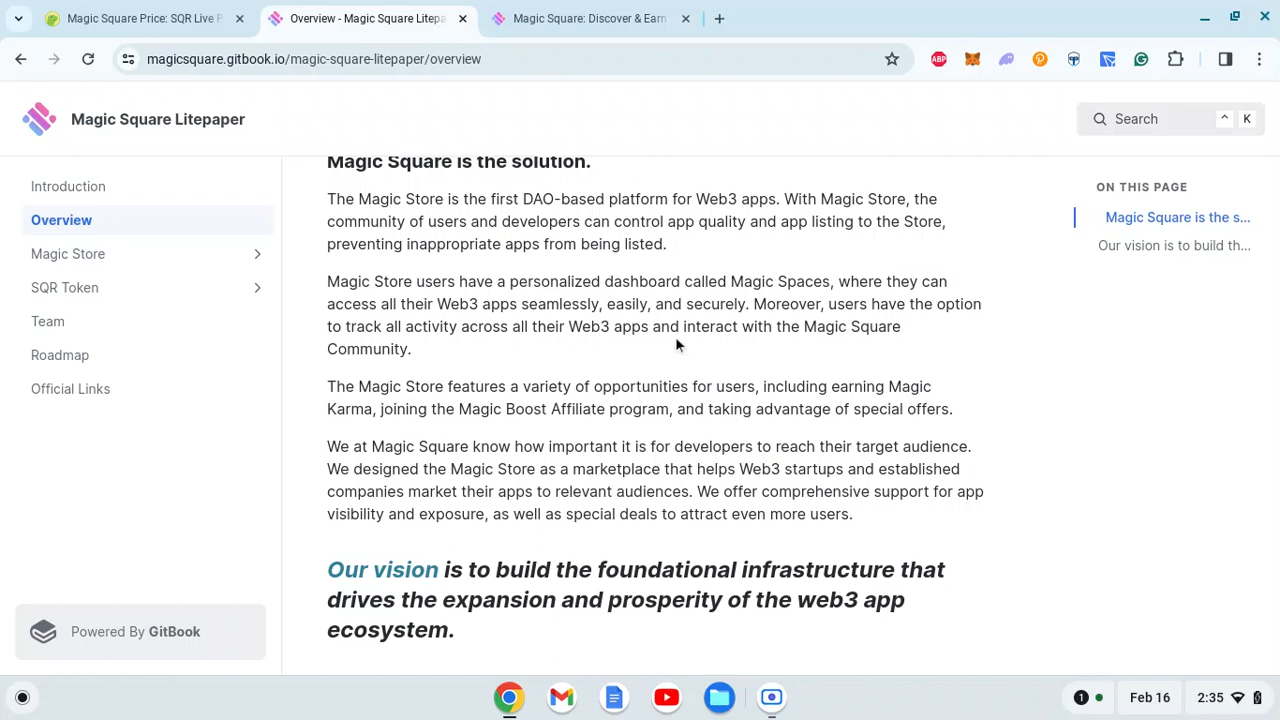 Magic Square Price: SQR Live P
Overview - Magic Square Litepa
Magic Square: Discover & Earn
magicsquare.gitbook.io/magic-square-litepaper/overview
ABP
Magic Square Litepaper
Search
^ K
Introduction
Overview
Magic Store
SQR Token
Team
Roadmap
Official Links
Powered By GitBook
Magic Square is the solution.
The Magic Store is the first DAO-based platform for Web3 apps. With Magic Store, the
community of users and developers can control app quality and app listing to the Store,
preventing inappropriate apps from being listed.
Magic Store users have a personalized dashboard called Magic Spaces, where they can
access all their Web3 apps seamlessly, easily, and securely. Moreover, users have the option
to track all activity across all their Web3 apps and interact with the Magic Square
Community.
The Magic Store features a variety of opportunities for users, including earning Magic
Karma, joining the Magic Boost Affiliate program, and taking advantage of special offers.
We at Magic Square know how important it is for developers to reach their target audience.
We designed the Magic Store as a marketplace that helps Web3 startups and established
companies market their apps to relevant audiences. We offer comprehensive support for app
visibility and exposure, as well as special deals to attract even more users.
Our vision is to build the foundational infrastructure that
drives the expansion and prosperity of the web3 app
ecosystem.
ON THIS PAGE
Magic Square is the s...
Our vision is to build th...
1
Feb 16
2:35